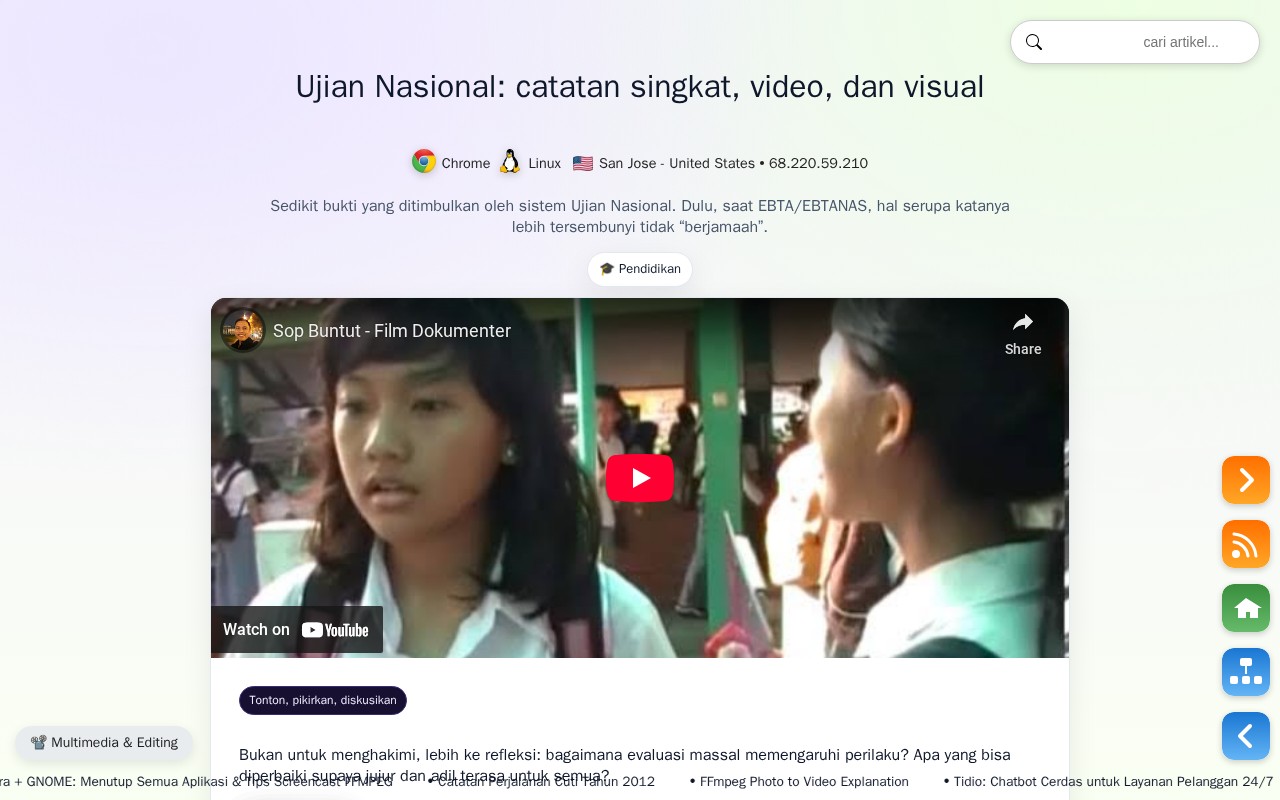 cari artikel...
Ujian Nasional: catatan singkat, video, dan visual
Chrome Linux San Jose - United States • 68.220.59.210
Sedikit bukti yang ditimbulkan oleh sistem Ujian Nasional. Dulu, saat EBTA/EBTANAS, hal serupa katanya
lebih tersembunyi tidak “berjamaah”.
Pendidikan
Sop Buntut - Film Dokumenter
Share
Watch on YouTube
Tonton, pikirkan, diskusikan
Multimedia & Editing
Bukan untuk menghakimi, lebih ke refleksi: bagaimana evaluasi massal memengaruhi perilaku? Apa yang bisa
diperbaiki supaya jujur dan adil terasa untuk semua?
ra + GNOME: Menutup Semua Aplikasi & Tips Screencast FFMPEG • Catatan Perjalanan Cuti Tahun 2012 • FFmpeg Photo to Video Explanation • Tidio: Chatbot Cerdas untuk Layanan Pelanggan 24/7